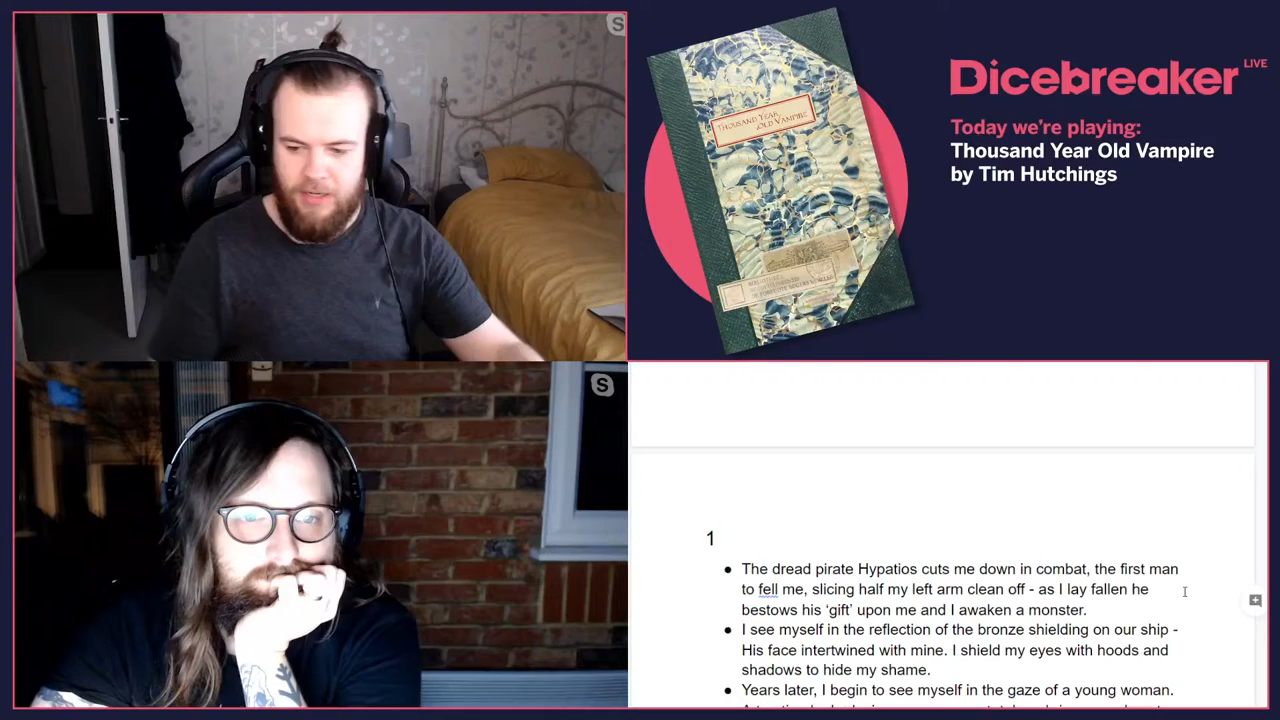 S
THOUSAND YEAR
OLD VAMPIRE
Dicebreaker LIVE
Today we're playing:
Thousand Year Old Vampire
by Tim Hutchings
S
1
● The dread pirate Hypatios cuts me down in combat, the first man
to fell me, slicing half my left arm clean off - as I lay fallen he
bestows his ‘gift’ upon me and I awaken a monster.
● I see myself in the reflection of the bronze shielding on our ship -
His face intertwined with mine. I shield my eyes with hoods and
shadows to hide my shame.
● Years later, I begin to see myself in the gaze of a young woman.